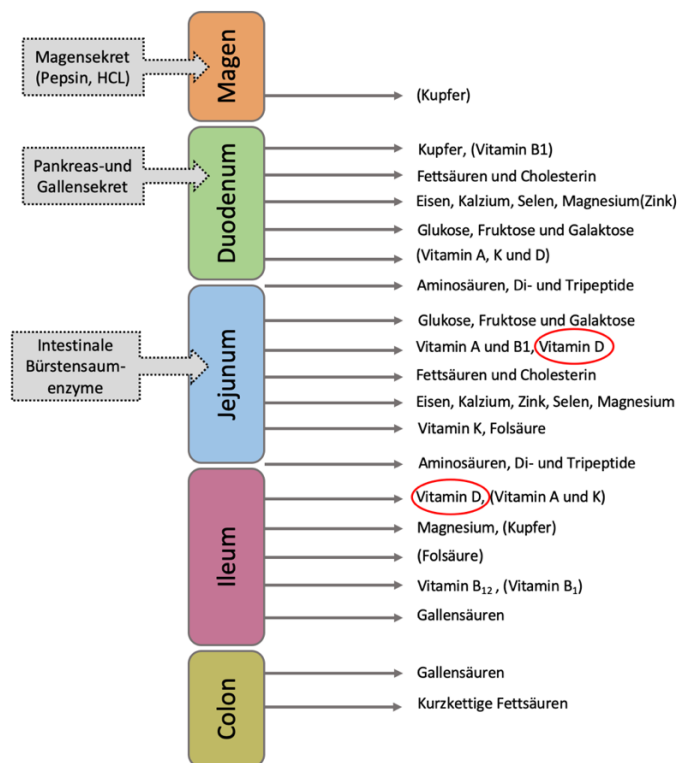 Magensekret
(Pepsin, HCL)
Magen
(Kupfer)
Pankreas-und
Gallensekret
Duodenum
Kupfer, (Vitamin B1)
Fettsäuren und Cholesterin
Eisen, Kalzium, Selen, Magnesium(Zink)
Glukose, Fruktose und Galaktose
(Vitamin A, K und D)
Intestinale
Bürstensaum-
enzyme
Jejunum
Aminosäuren, Di- und Tripeptide
Glukose, Fruktose und Galaktose
Vitamin A und B1, Vitamin D
Fettsäuren und Cholesterin
Eisen, Kalzium, Zink, Selen, Magnesium
Vitamin K, Folsäure
Aminosäuren, Di- und Tripeptide
Ileum
Vitamin D, (Vitamin A und K)
Magnesium, (Kupfer)
(Folsäure)
Vitamin B₁₂ , (Vitamin B₁)
Gallensäuren
Colon
Gallensäuren
Kurzkettige Fettsäuren